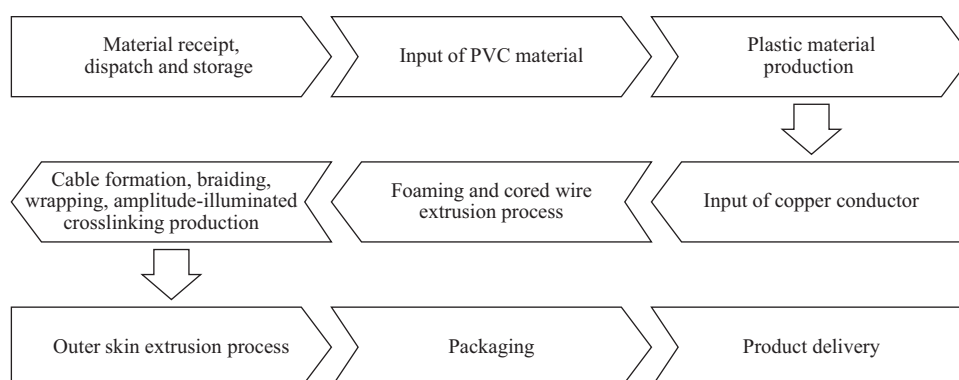 Material receipt,
dispatch and storage
Input of PVC material
Plastic material
production
Input of copper conductor
Foaming and cored wire
extrusion process
Cable formation, braiding,
wrapping, amplitude-illuminated
crosslinking production
Outer skin extrusion process
Packaging
Product delivery